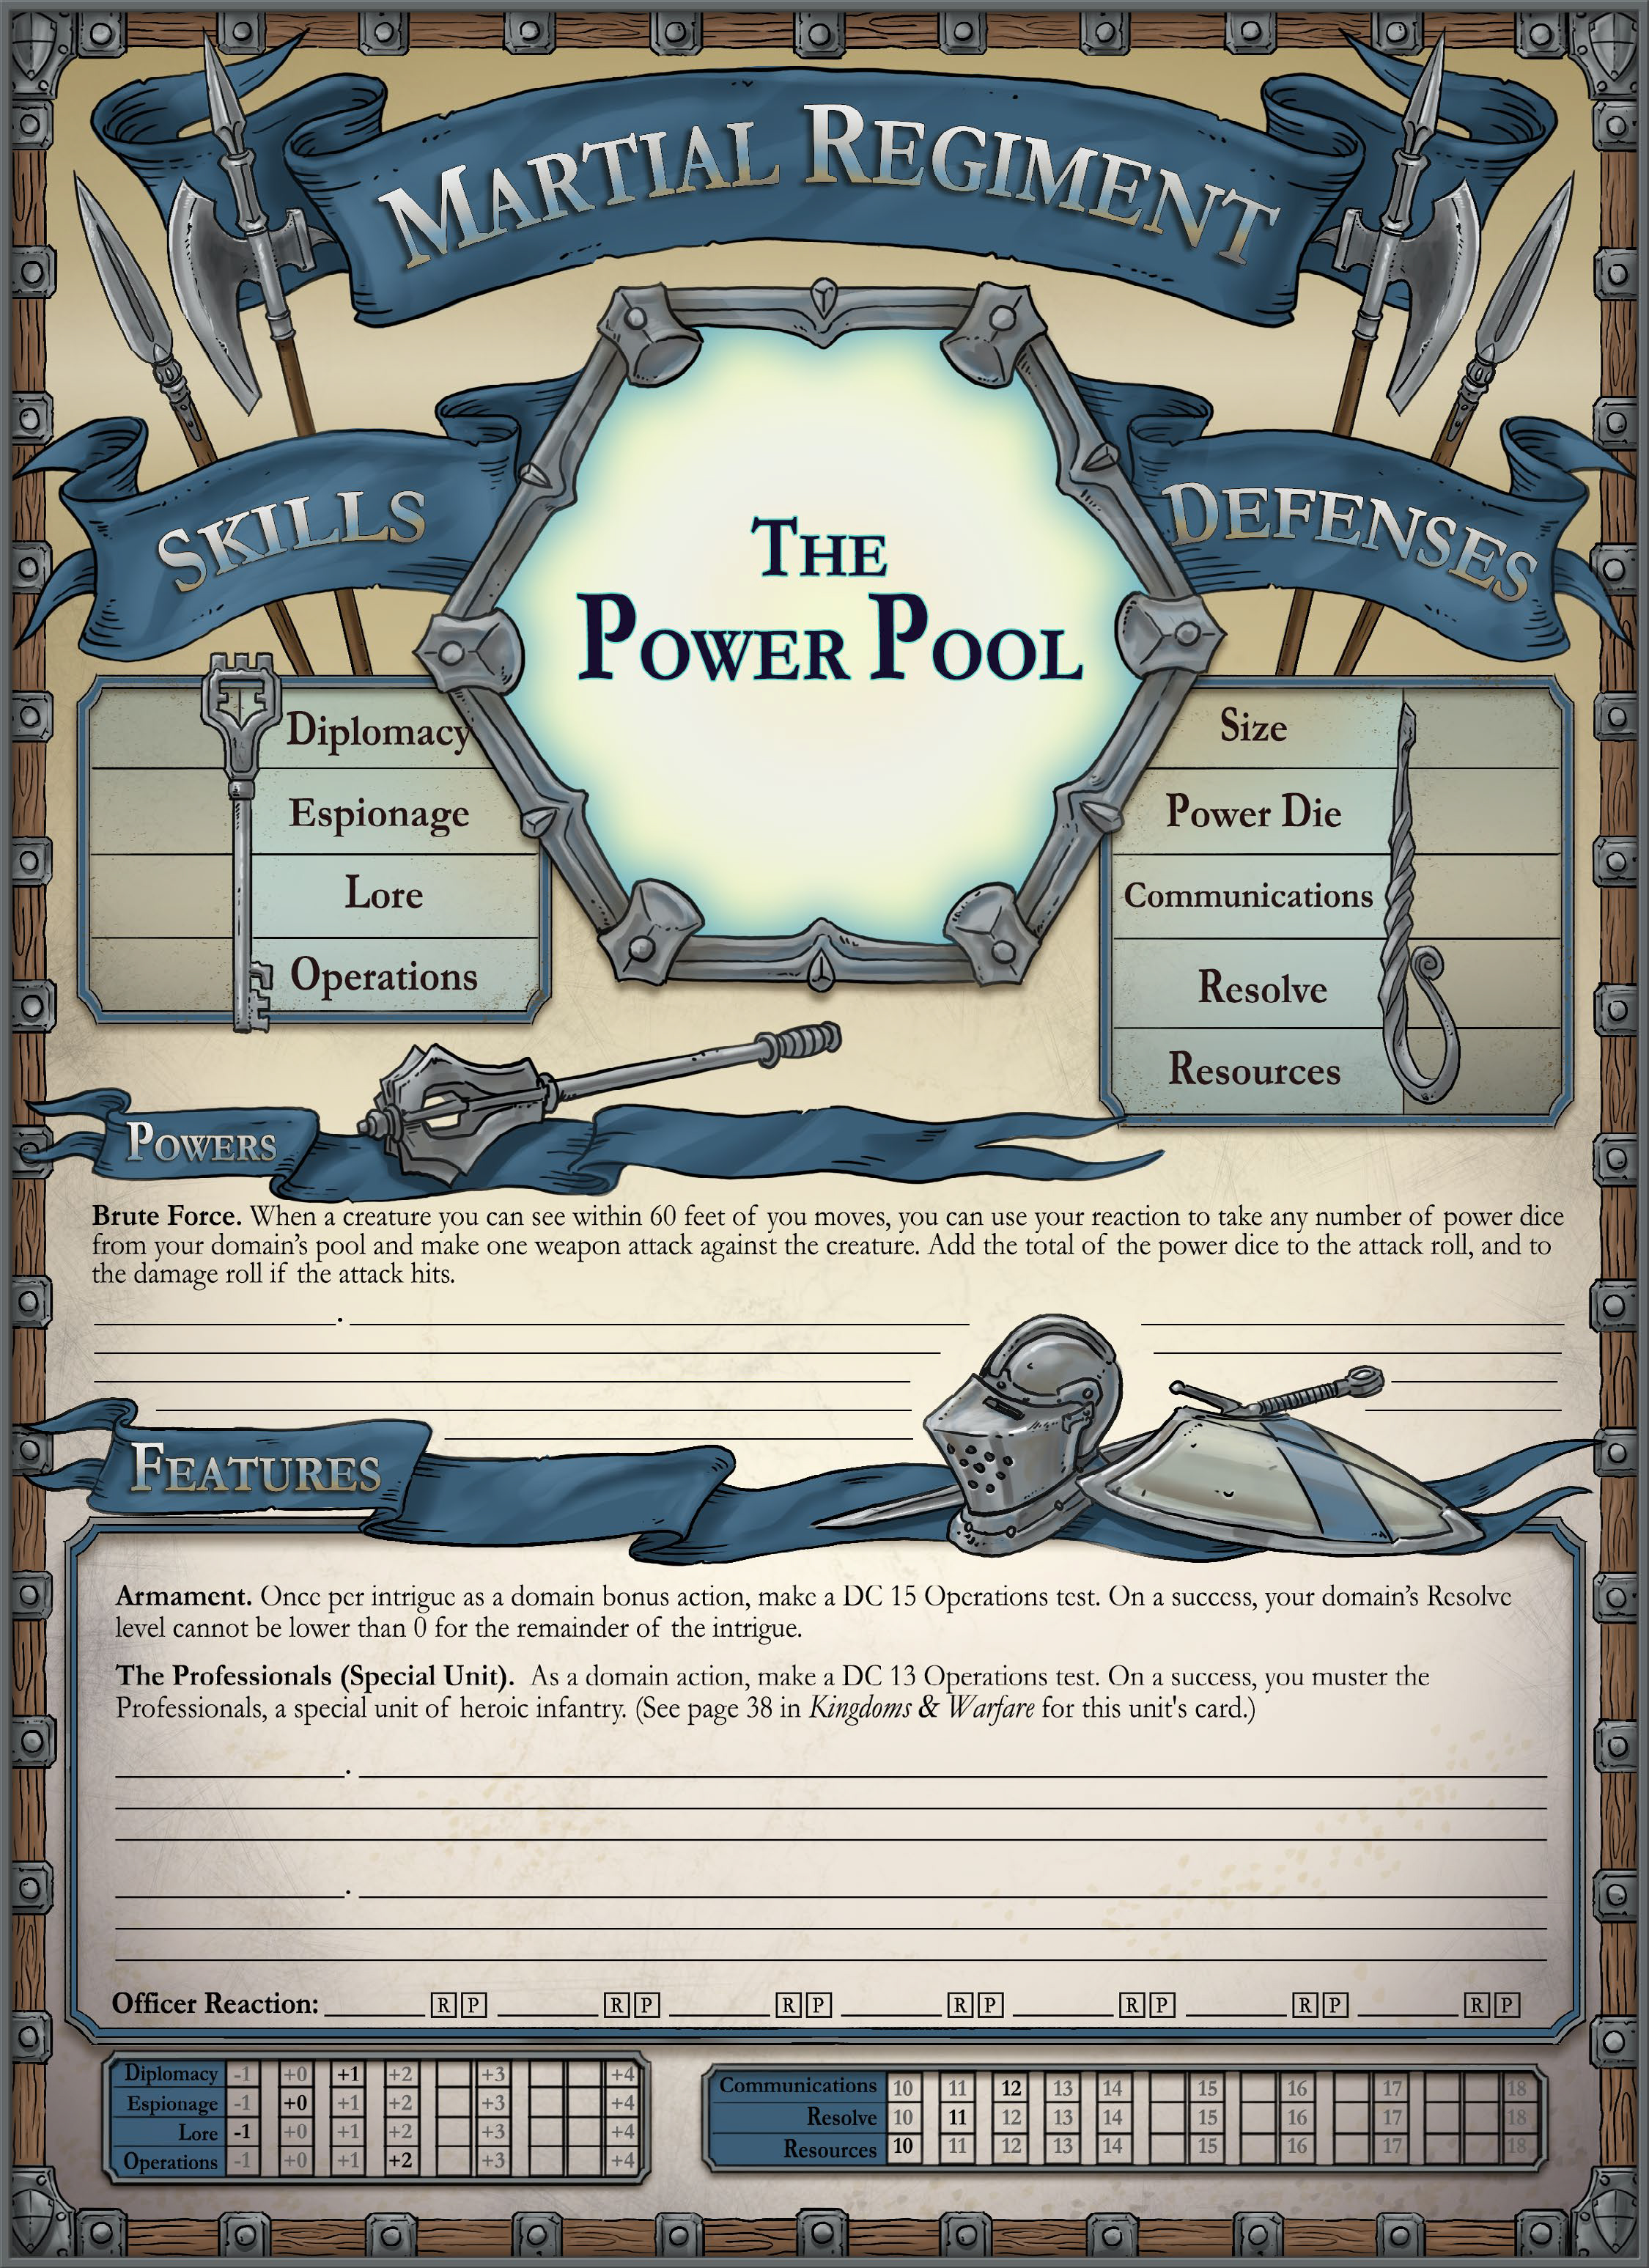 MARTIAL REGIMENT
SKILLS
THE
POWER POOL
DEFENSES
Diplomacy
Espionage
Lore
Operations
Size
Power Die
Communications
Resolve
Resources
POWERS
Brute Force. When a creature you can see within 60 feet of you moves, you can use your reaction to take any number of power dice
from your domain’s pool and make one weapon attack against the creature. Add the total of the power dice to the attack roll, and to
the damage roll if the attack hits.
FEATURES
Armament. Once per intrigue as a domain bonus action, make a DC 15 Operations test. On a success, your domain’s Resolve
level cannot be lower than 0 for the remainder of the intrigue.
The Professionals (Special Unit). As a domain action, make a DC 13 Operations test. On a success, you muster the
Professionals, a special unit of heroic infantry. (See page 38 in Kingdoms & Warfare for this unit's card.)
Officer Reaction: R P R P R P R P R P R P R P
Diplomacy -1 +0 +1 +2 +3 +4
Espionage -1 +0 +1 +2 +3 +4
Lore -1 +0 +1 +2 +3 +4
Operations -1 +0 +1 +2 +3 +4
Communications 10 11 12 13 14 15 16 17 18
Resolve 10 11 12 13 14 15 16 17 18
Resources 10 11 12 13 14 15 16 17 18